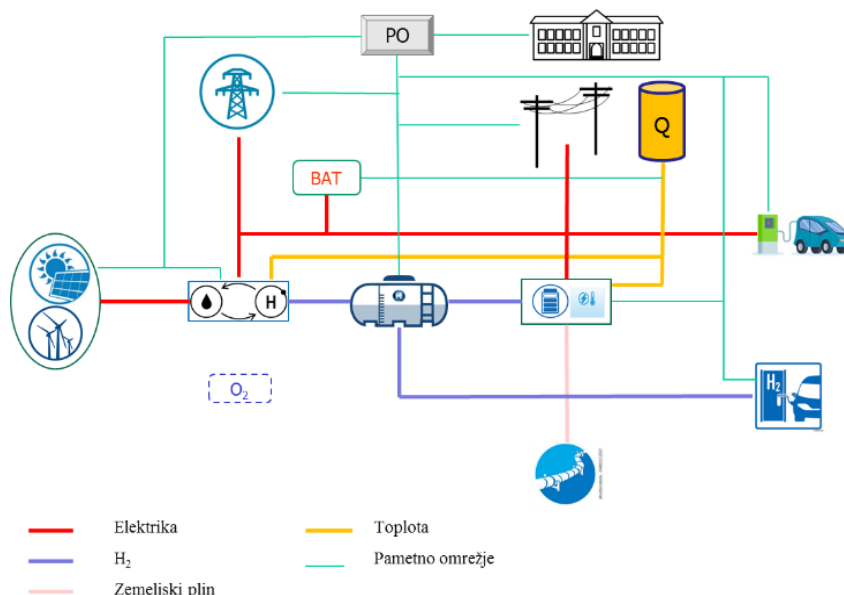 PO
Q
BAT
H
H
O₂
H₂
Elektrika
Toplota
H₂
Pametno omrežje
Zemeljski plin